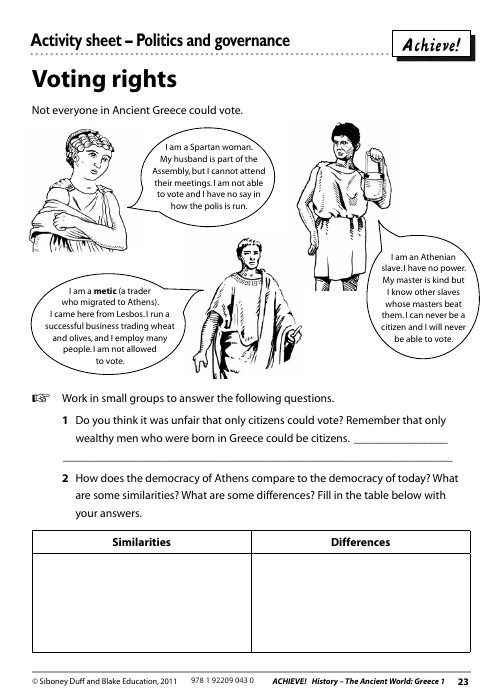 Activity sheet – Politics and governance
Achieve!
Voting rights
Not everyone in Ancient Greece could vote.
I am a Spartan woman.
My husband is part of the
Assembly, but I cannot attend
their meetings. I am not able
to vote and I have no say in
how the polis is run.
I am an Athenian
slave. I have no power.
My master is kind but
I know other slaves
whose masters beat
them. I can never be a
citizen and I will never
be able to vote.
I am a metic (a trader
who migrated to Athens).
I came here from Lesbos. I run a
successful business trading wheat
and olives, and I employ many
people. I am not allowed
to vote.
Work in small groups to answer the following questions.
1 Do you think it was unfair that only citizens could vote? Remember that only
wealthy men who were born in Greece could be citizens.
2 How does the democracy of Athens compare to the democracy of today? What
are some similarities? What are some differences? Fill in the table below with
your answers.
Similarities
Differences
© Siboney Duff and Blake Education, 2011 978 1 92209 043 0 ACHIEVE! History – The Ancient World: Greece 1 23